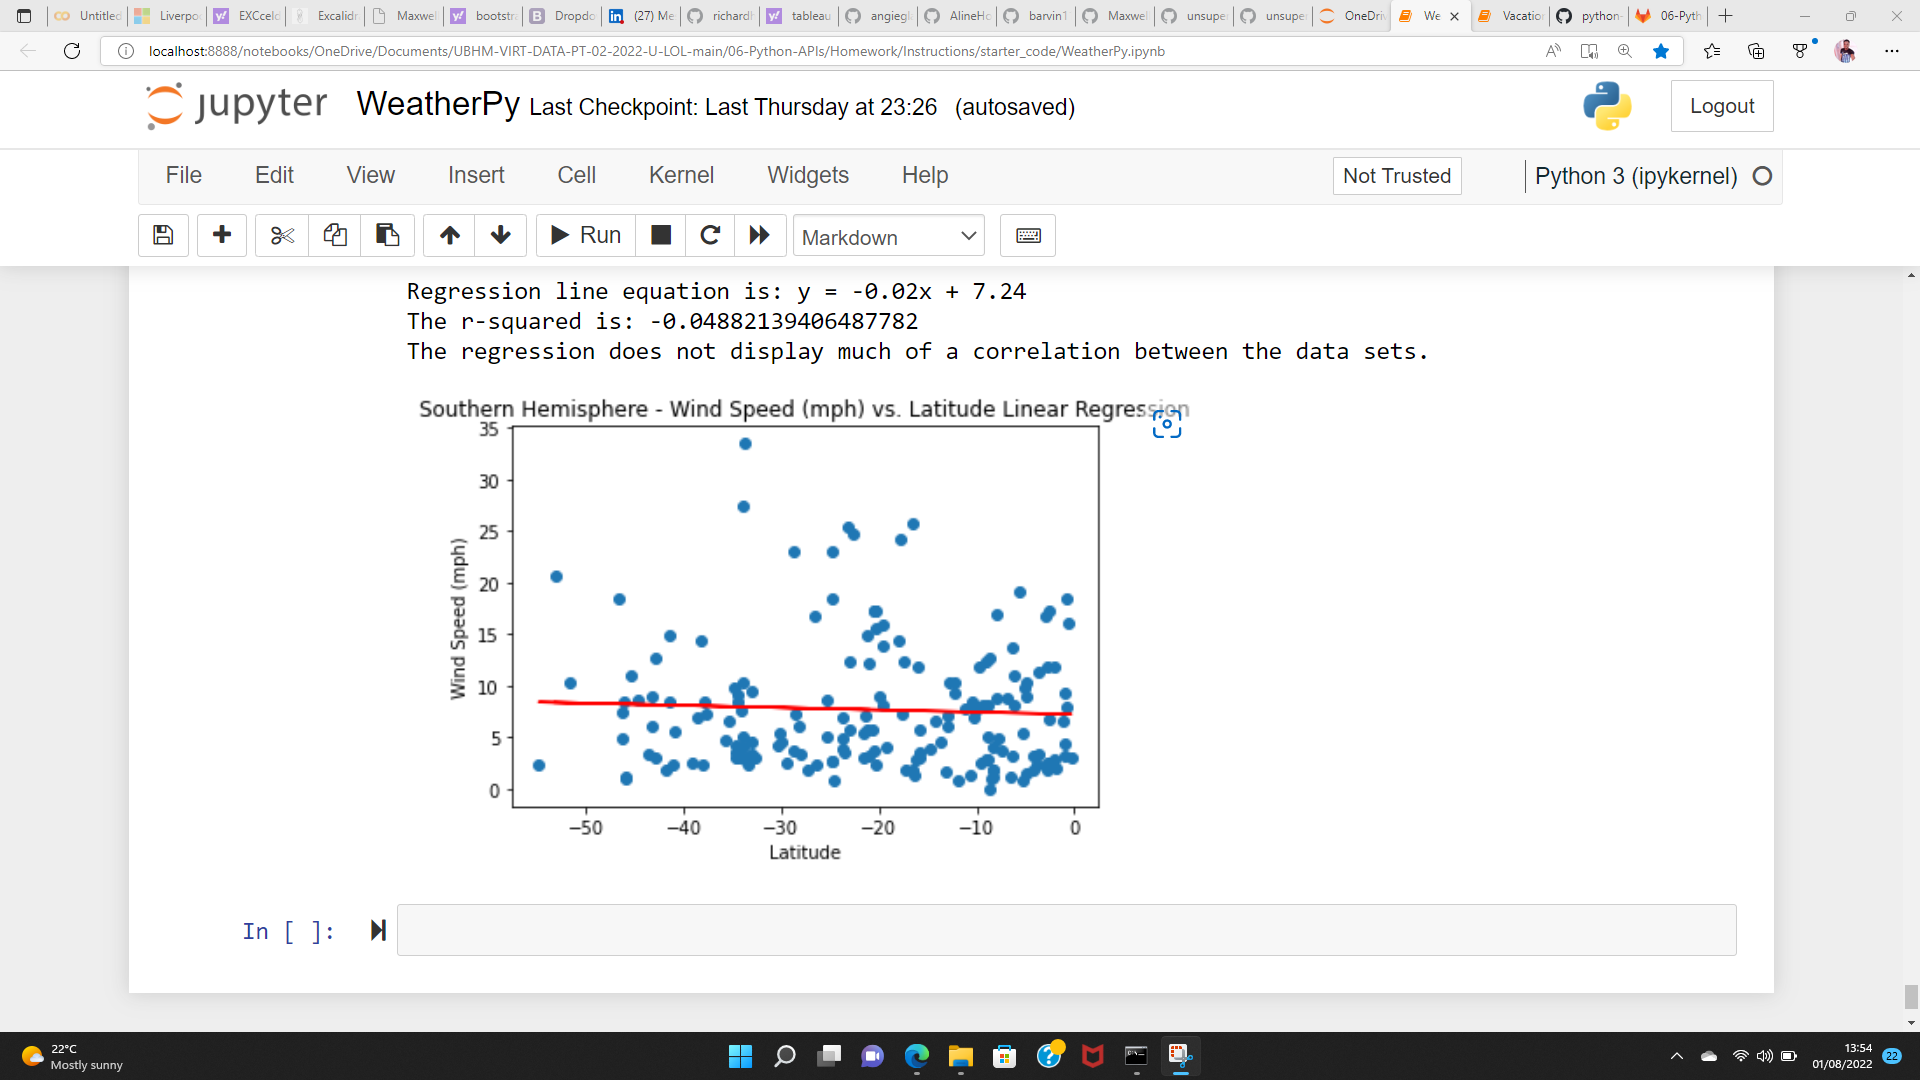 Untitled Liverpo EXCceld Excalidr Maxwel bootstra Dropdo (27) Me richardh tableau angiegl AlineHo barvin1 Maxwel unsupe unsupe OneDriv We Vacation python- 06-Pyth
localhost:8888/notebooks/OneDrive/Documents/UBHM-VIRT-DATA-PT-02-2022-U-LOL-main/06-Python-APIs/Homework/Instructions/starter_code/WeatherPy.ipynb
jupyter WeatherPy Last Checkpoint: Last Thursday at 23:26 (autosaved) Logout
File Edit View Insert Cell Kernel Widgets Help Not Trusted Python 3 (ipykernel)
Run Markdown
Regression line equation is: y = -0.02x + 7.24
The r-squared is: -0.04882139406487782
The regression does not display much of a correlation between the data sets.
Southern Hemisphere - Wind Speed (mph) vs. Latitude Linear Regression
35
30
25
20
15
10
5
0
Wind Speed (mph)
−50 −40 −30 −20 −10 0
Latitude
In [ ]:
22°C
Mostly sunny
13:54
01/08/2022
22